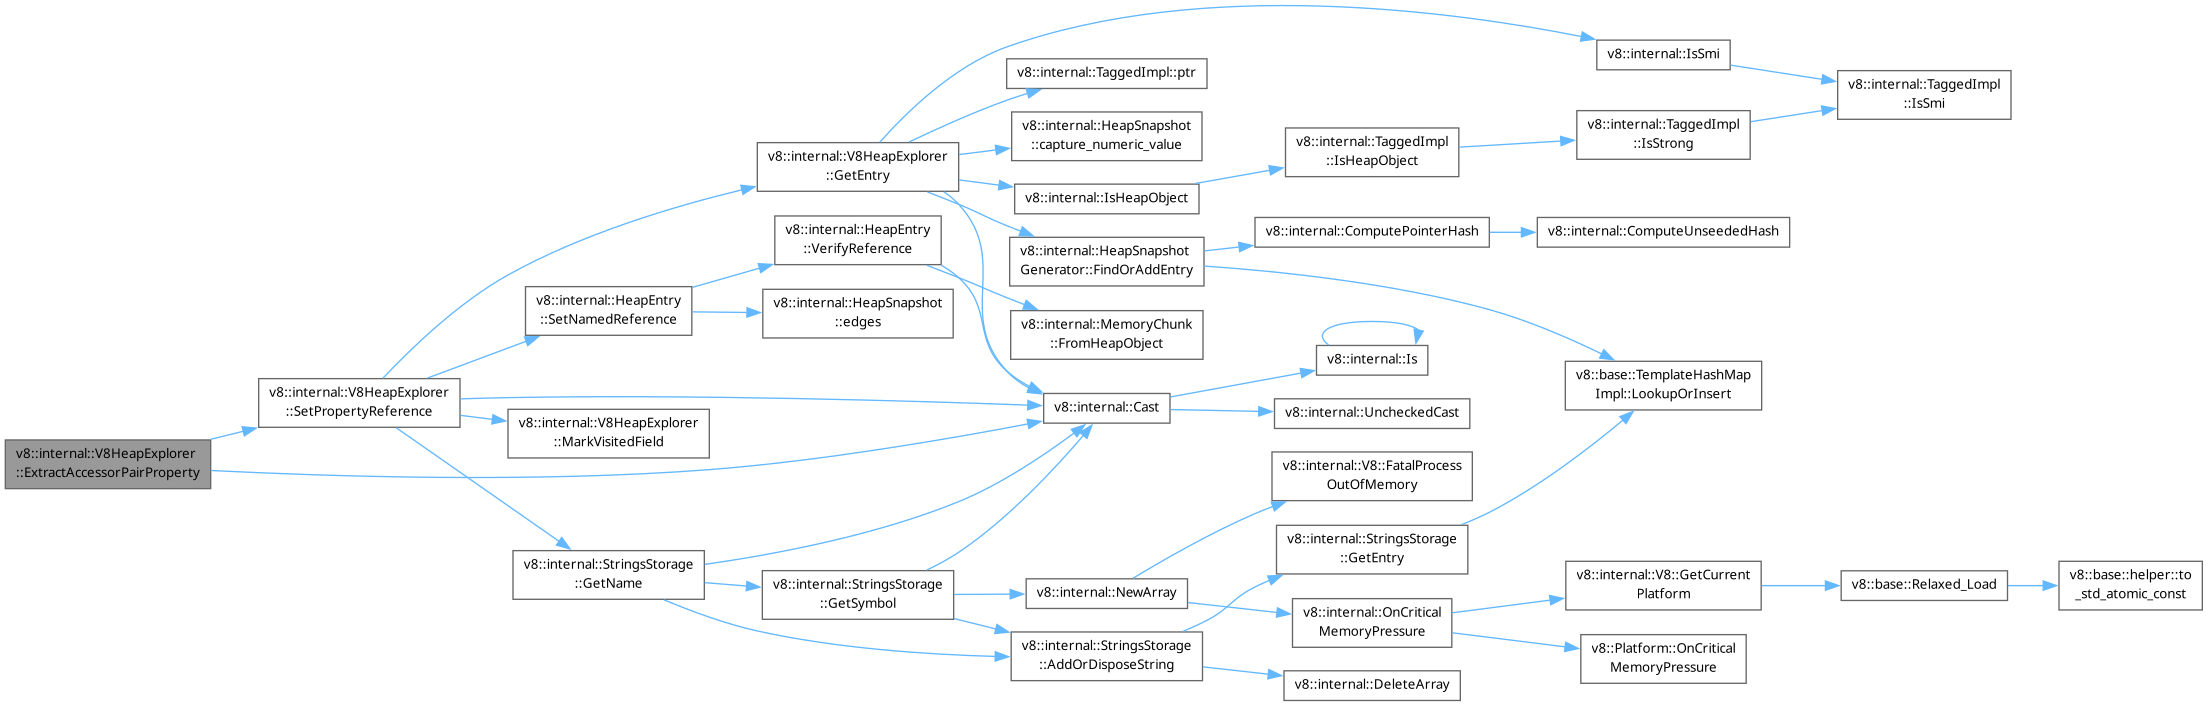 v8::internal::V8HeapExplorer
::ExtractAccessorPairProperty
v8::internal::V8HeapExplorer
::SetPropertyReference
v8::internal::HeapEntry
::SetNamedReference
v8::internal::V8HeapExplorer
::MarkVisitedField
v8::internal::StringsStorage
::GetName
v8::internal::V8HeapExplorer
::GetEntry
v8::internal::HeapEntry
::VerifyReference
v8::internal::HeapSnapshot
::edges
v8::internal::StringsStorage
::GetSymbol
v8::internal::TaggedImpl::ptr
v8::internal::HeapSnapshot
::capture_numeric_value
v8::internal::IsHeapObject
v8::internal::HeapSnapshot
Generator::FindOrAddEntry
v8::internal::MemoryChunk
::FromHeapObject
v8::internal::Cast
v8::internal::NewArray
v8::internal::StringsStorage
::AddOrDisposeString
v8::internal::TaggedImpl
::IsHeapObject
v8::internal::ComputePointerHash
v8::internal::Is
v8::internal::UncheckedCast
v8::internal::V8::FatalProcess
OutOfMemory
v8::internal::StringsStorage
::GetEntry
v8::internal::OnCritical
MemoryPressure
v8::internal::DeleteArray
v8::internal::IsSmi
v8::internal::TaggedImpl
::IsStrong
v8::internal::ComputeUnseededHash
v8::base::TemplateHashMap
Impl::LookupOrInsert
v8::internal::V8::GetCurrent
Platform
v8::Platform::OnCritical
MemoryPressure
v8::internal::TaggedImpl
::IsSmi
v8::base::Relaxed_Load
v8::base::helper::to
_std_atomic_const